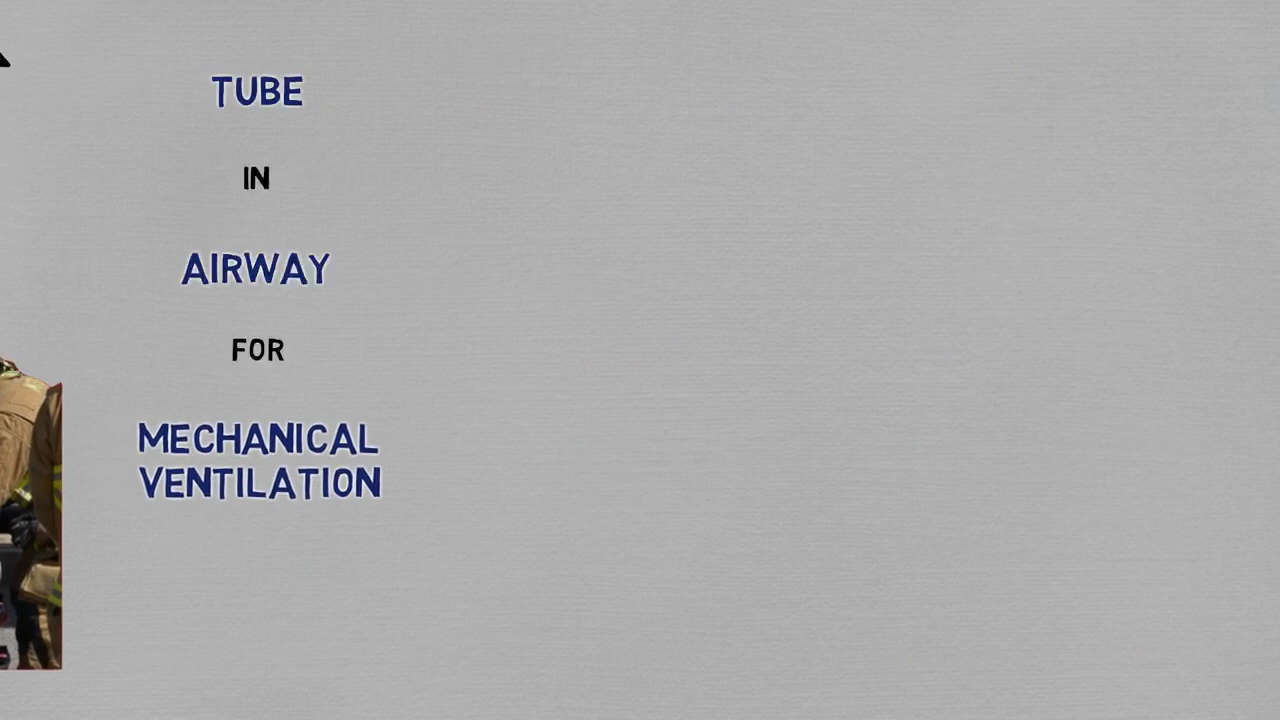 TUBE
IN
AIRWAY
FOR
MECHANICAL
VENTILATION